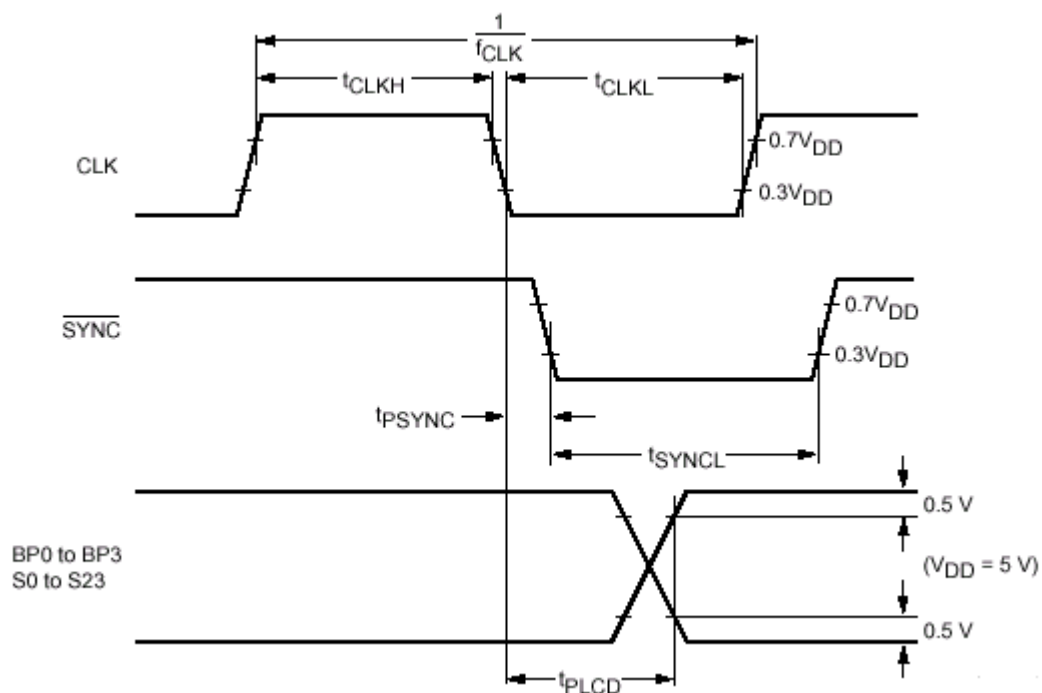 1
fCLK
tCLKH
tCLKL
CLK
0.7VDD
0.3VDD
SYNC
0.7VDD
0.3VDD
tPSYNC
tSYNCL
0.5 V
BP0 to BP3
S0 to S23
(VDD = 5 V)
0.5 V
tPLCD